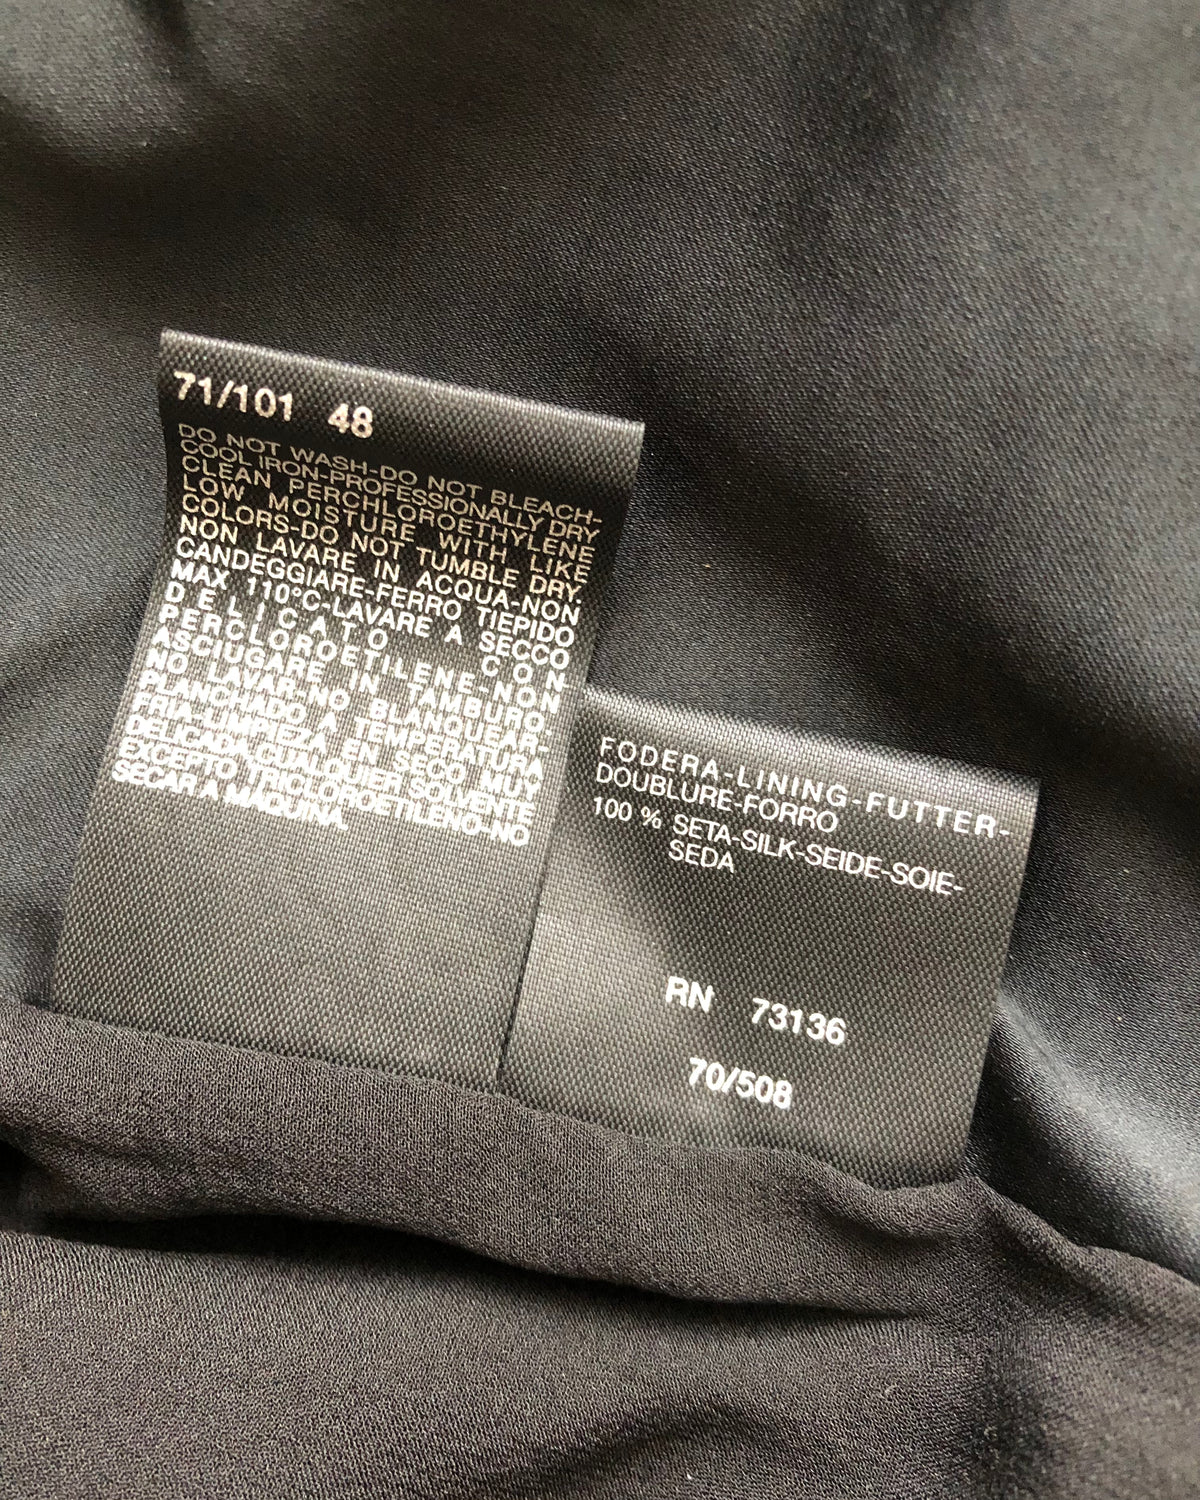 71/101 48
DO NOT WASH-DO NOT BLEACH-
COOL IRON-PROFESSIONALLY DRY
CLEAN PERCHLOROETHYLENE
LOW MOISTURE WITH LIKE
COLORS-DO NOT TUMBLE DRY
NON LAVARE IN ACQUA-NON
CANDEGGIARE-FERRO TIEPIDO
MAX 110°C-LAVARE A SECCO
DELICATO CON
PERCLOROETILENE-NON
ASCIUGARE IN TAMBURO
NO LAVAR-NO BLANQUEAR-
PLANCHADO A TEMPERATURA
FRIA-LIMPIEZA EN SECO MUY
DELICADA-CUALQUIER SOLVENTE
EXCEPTO TRICLOROETILENO-NO
SECAR A MAQUINA.
FODERA-LINING-FUTTER-
DOUBLURE-FORRO
100 % SETA-SILK-SEIDE-SOIE-
SEDA
RN 73136
70/508